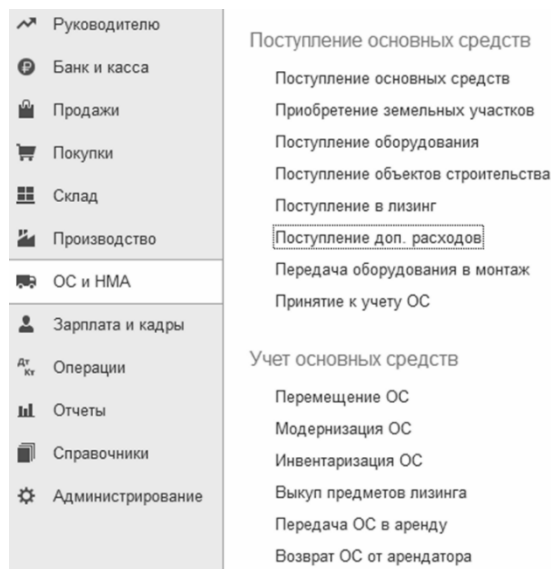 Руководителю
Банк и касса
Продажи
Покупки
Склад
Производство
ОС и НМА
Зарплата и кадры
Дт Кт Операции
Отчеты
Справочники
Администрирование
Поступление основных средств
Поступление основных средств
Приобретение земельных участков
Поступление оборудования
Поступление объектов строительства
Поступление в лизинг
Поступление доп. расходов
Передача оборудования в монтаж
Принятие к учету ОС
Учет основных средств
Перемещение ОС
Модернизация ОС
Инвентаризация ОС
Выкуп предметов лизинга
Передача ОС в аренду
Возврат ОС от арендатора